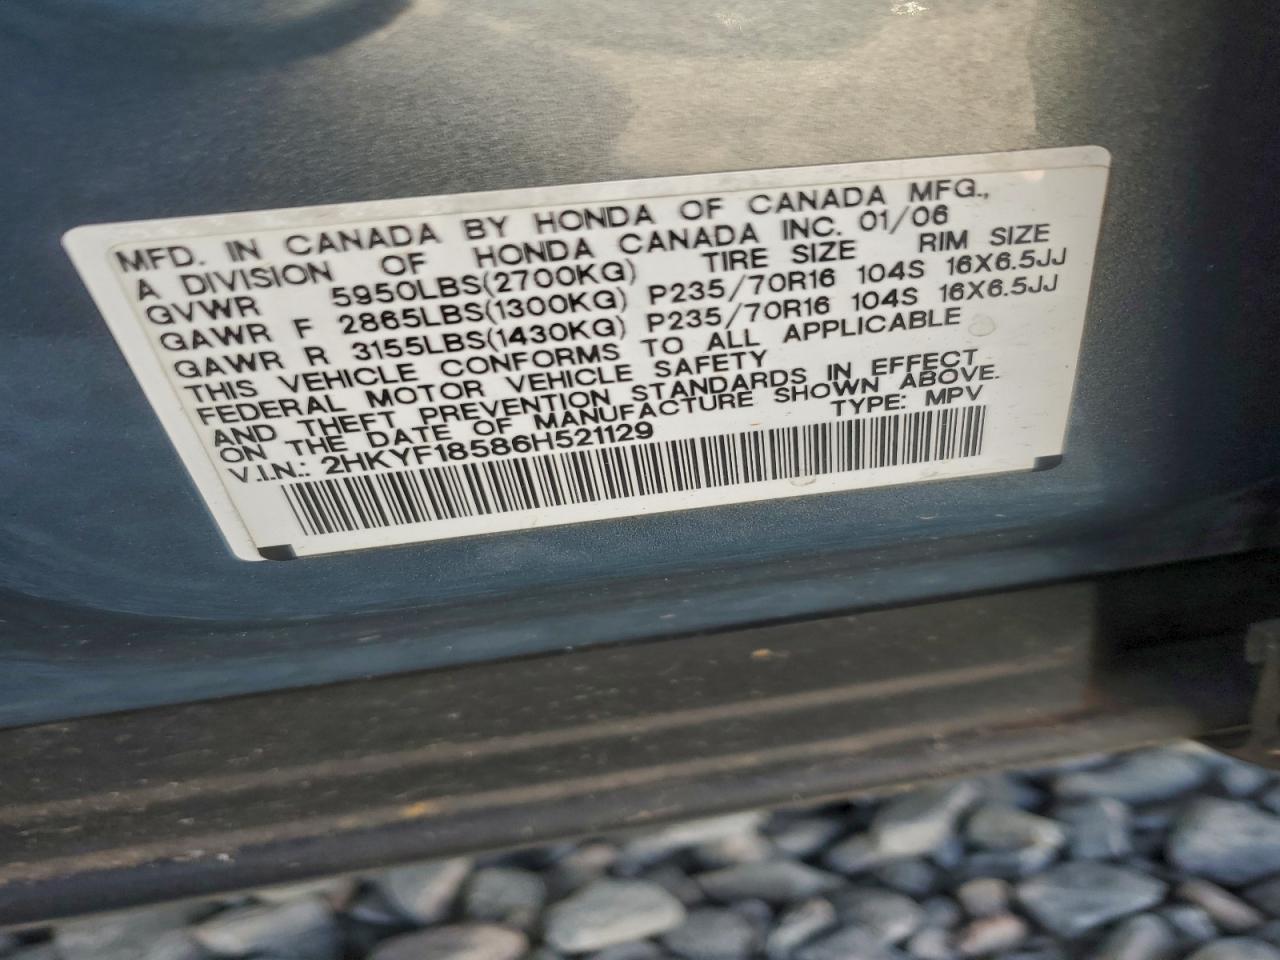 MFD. IN CANADA BY HONDA OF CANADA MFG.,
A DIVISION OF HONDA CANADA INC. 01/06
GVWR 5950LBS(2700KG) TIRE SIZE RIM SIZE
GAWR F 2865LBS(1300KG) P235/70R16 104S 16X6.5JJ
GAWR R 3155LBS(1430KG) P235/70R16 104S 16X6.5JJ
THIS VEHICLE CONFORMS TO ALL APPLICABLE
FEDERAL MOTOR VEHICLE SAFETY
AND THEFT PREVENTION STANDARDS IN EFFECT
ON THE DATE OF MANUFACTURE SHOWN ABOVE.
V.I.N.: 2HKYF18586H521129 TYPE: MPV